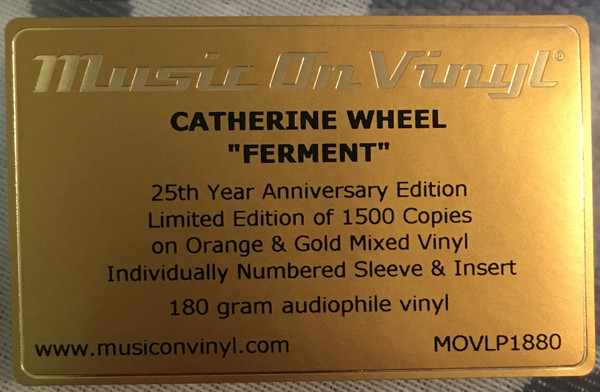 Music On Vinyl®
CATHERINE WHEEL
"FERMENT"
25th Year Anniversary Edition
Limited Edition of 1500 Copies
on Orange & Gold Mixed Vinyl
Individually Numbered Sleeve & Insert
180 gram audiophile vinyl
www.musiconvinyl.com MOVLP1880